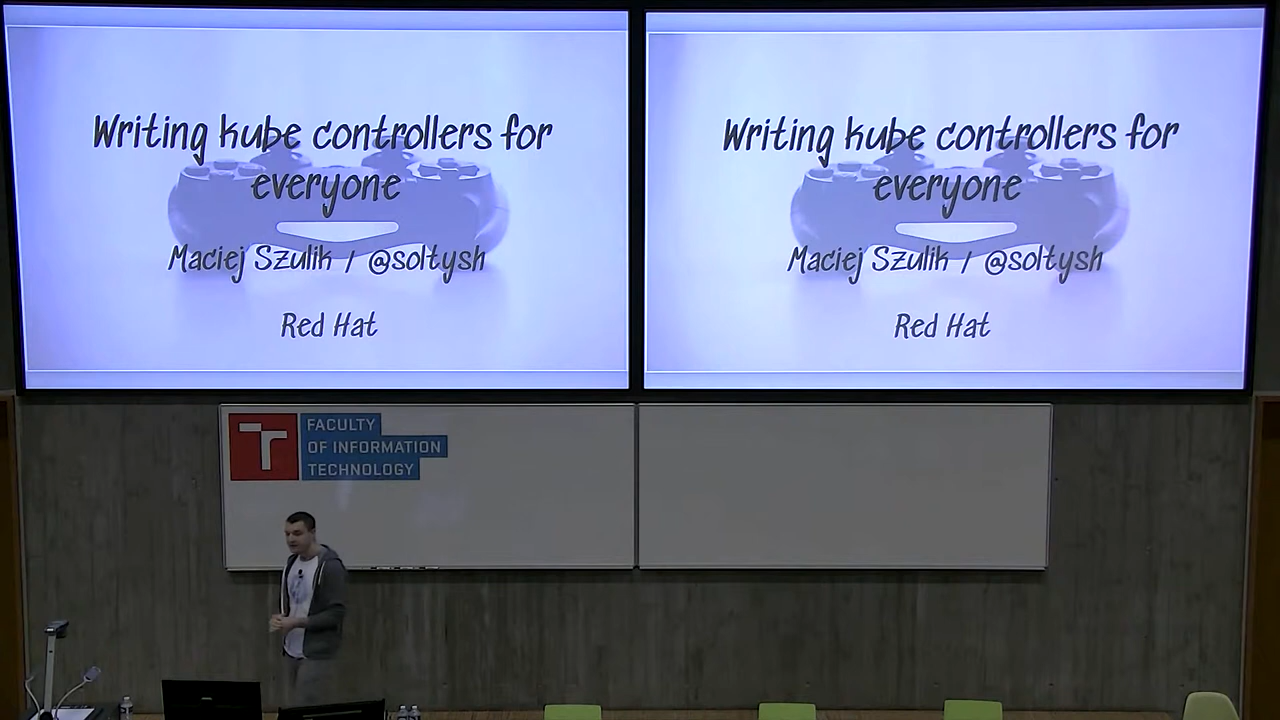 Writing kube controllers for
everyone
Maciej Szulik / @soltysh
Red Hat
Writing kube controllers for
everyone
Maciej Szulik / @soltysh
Red Hat
FACULTY
OF INFORMATION
TECHNOLOGY